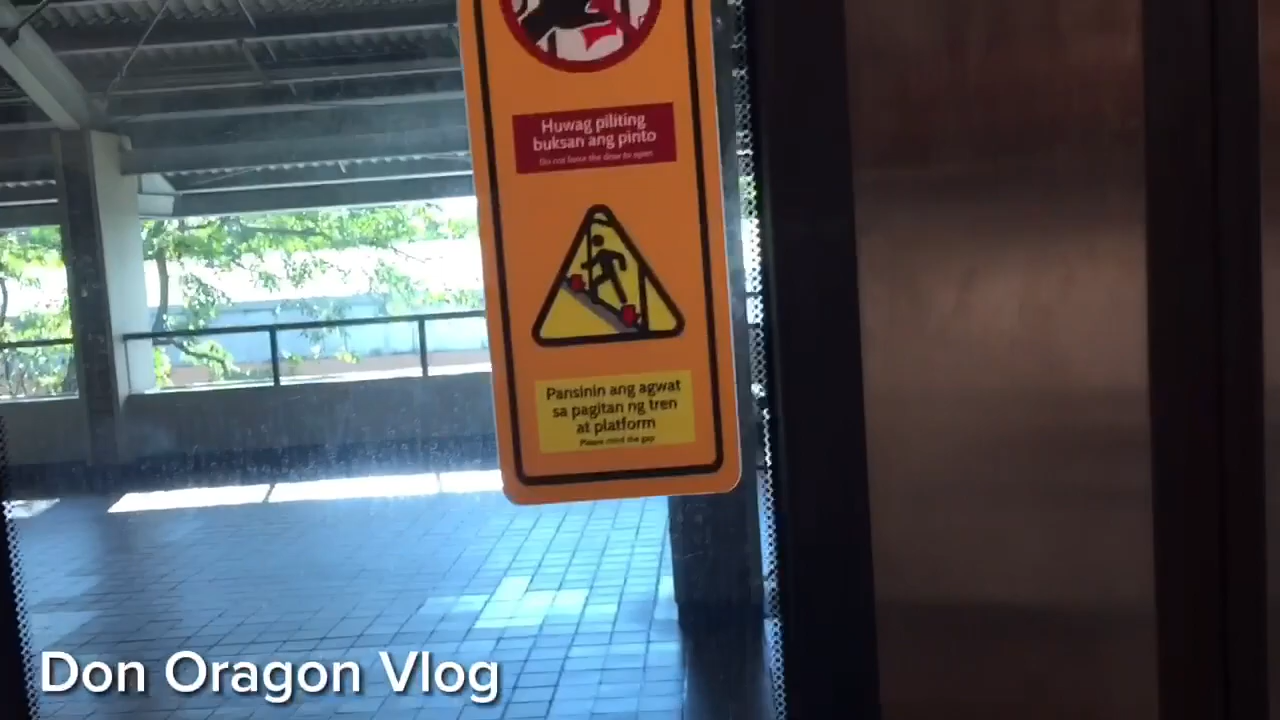 Huwag piliting
buksan ang pinto
Do not force the door to open
Pansinin ang agwat
sa pagitan ng tren
at platform
Please mind the gap
Don Oragon Vlog